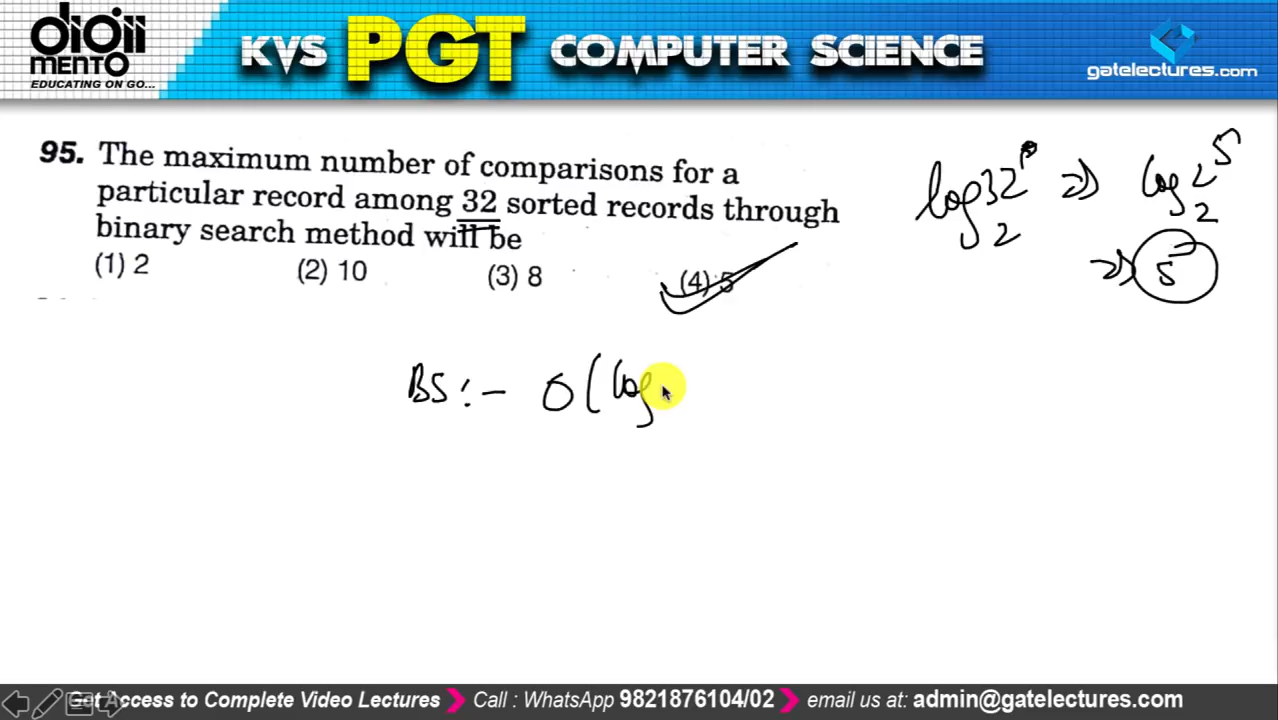 digii
MENTO
EDUCATING ON GO...
KVS PGT COMPUTER SCIENCE
gatelectures.com
95. The maximum number of comparisons for a
particular record among 32 sorted records through
binary search method will be
(1) 2 (2) 10 (3) 8 (4) 5
log 32 2 ⇒ log 2^5 2
⇒ 5
BS :- O(log
Get Access to Complete Video Lectures Call : WhatsApp 9821876104/02 email us at: admin@gatelectures.com